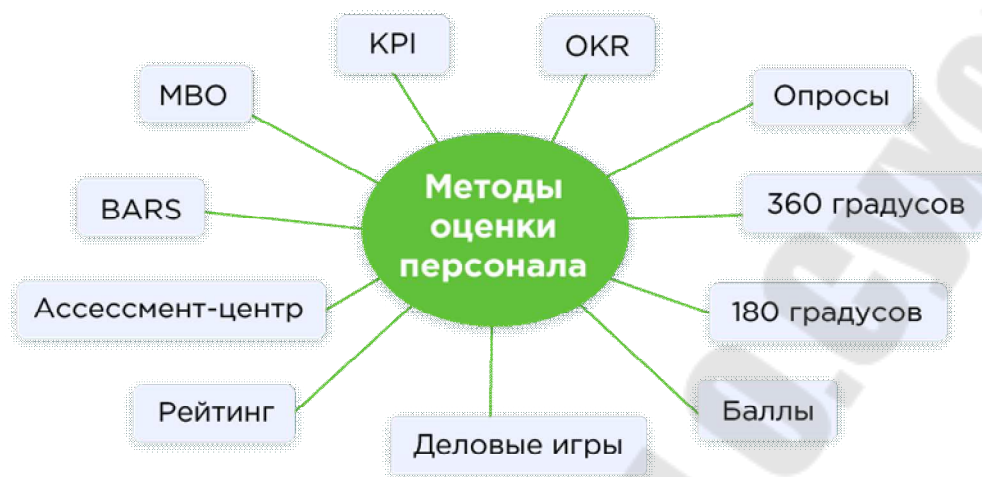 KPI
OKR
MBO
Опросы
Методы
оценки
персонала
BARS
360 градусов
Ассессмент-центр
180 градусов
Рейтинг
Баллы
Деловые игры